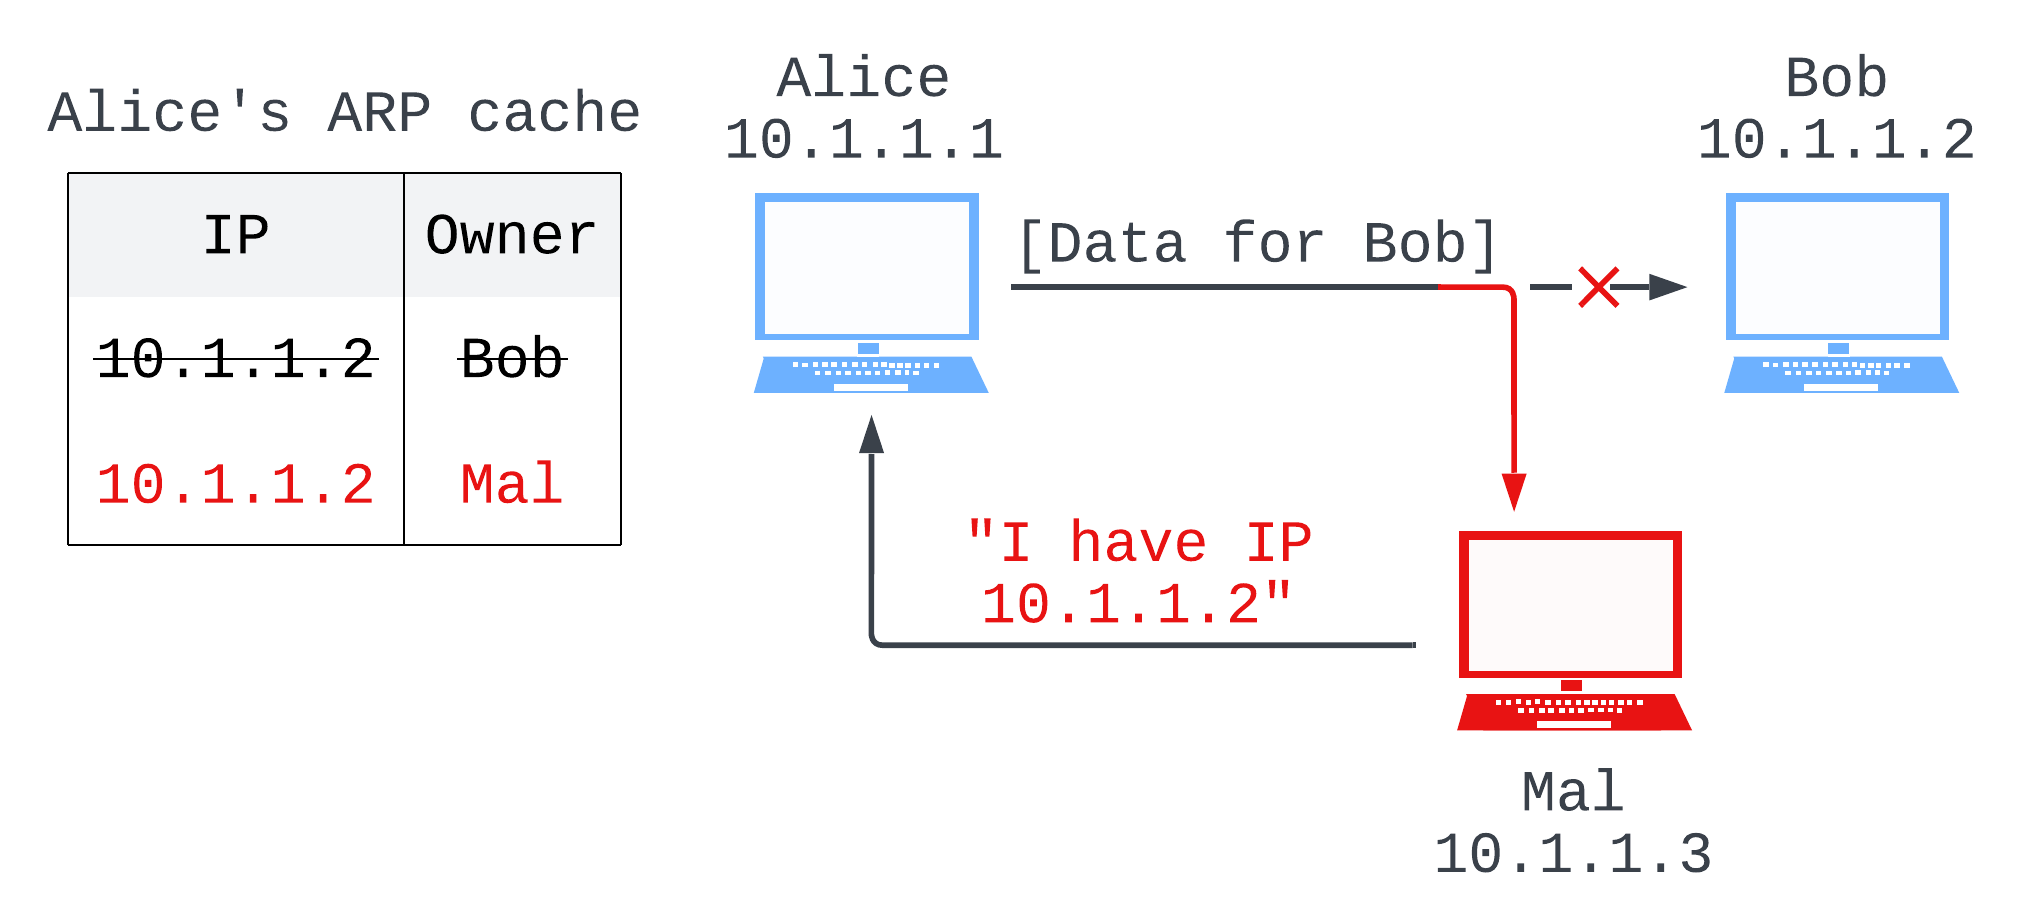 Alice's ARP cache
IP Owner
10.1.1.2 Bob
10.1.1.2 Mal
Alice
10.1.1.1
Bob
10.1.1.2
[Data for Bob]
"I have IP
10.1.1.2"
Mal
10.1.1.3